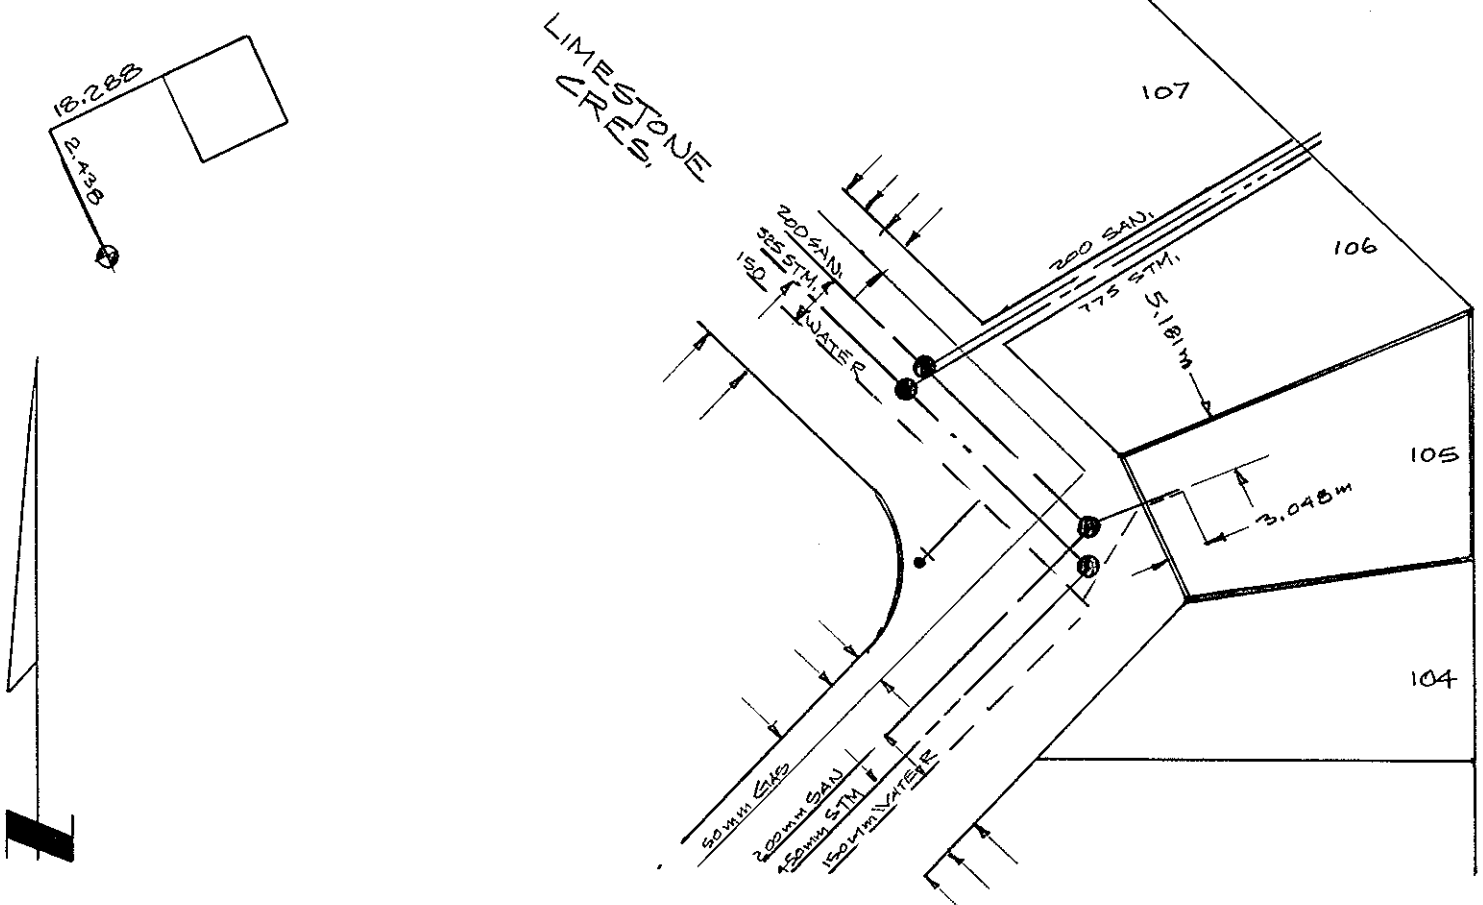 18.288
2.438
LIMESTONE
CRES.
107
200 SAN.
525 STM.
150
WATER
200 SAN.
775 STM.
106
5.181m
105
3.048m
104
50mm GAS
200mm SAN
450mm STM
150mm WATER